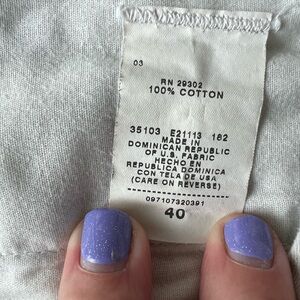 03
RN 29302
100% COTTON
35103 E21113 182
MADE IN
DOMINICAN REPUBLIC
OF U.S. FABRIC
HECHO EN
REPUBLICA DOMINICA
CON TELA DE USA
(CARE ON REVERSE)
097107320391
40